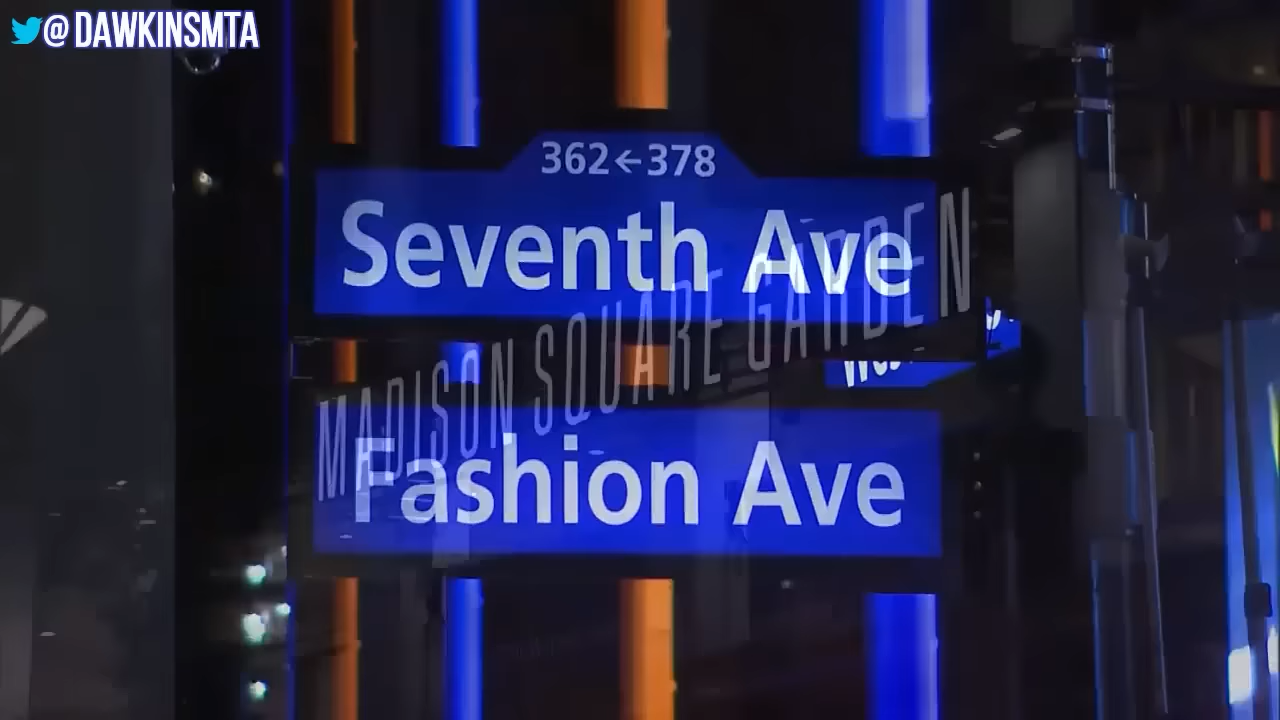 @DAWKINSMTA
362←378
Seventh Ave
MADISON SQUARE GARDEN
Fashion Ave